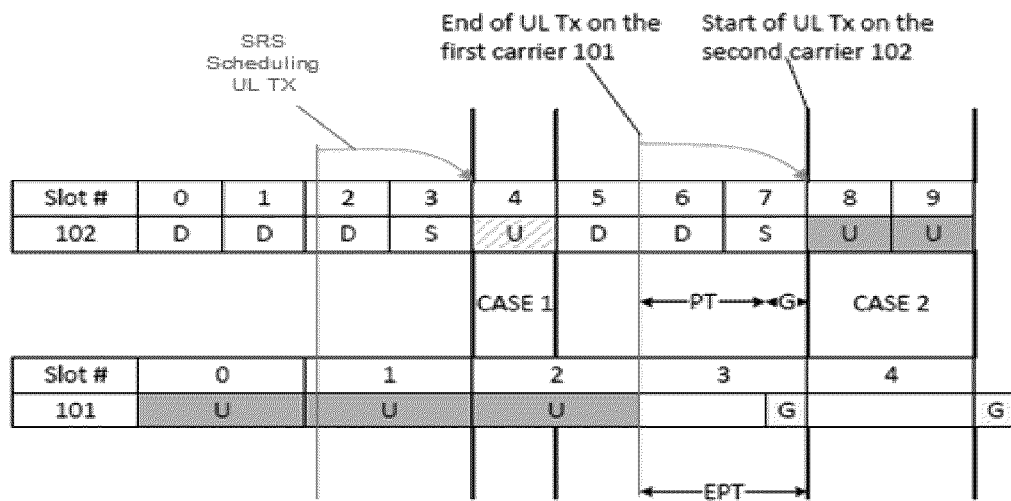 SRS
Scheduling
UL TX
End of UL Tx on the
first carrier 101
Start of UL Tx on the
second carrier 102
Slot # 0 1 2 3 4 5 6 7 8 9
102 D D D S U D D S U U
CASE 1 PT G CASE 2
Slot # 0 1 2 3 4
101 U U U G G
EPT